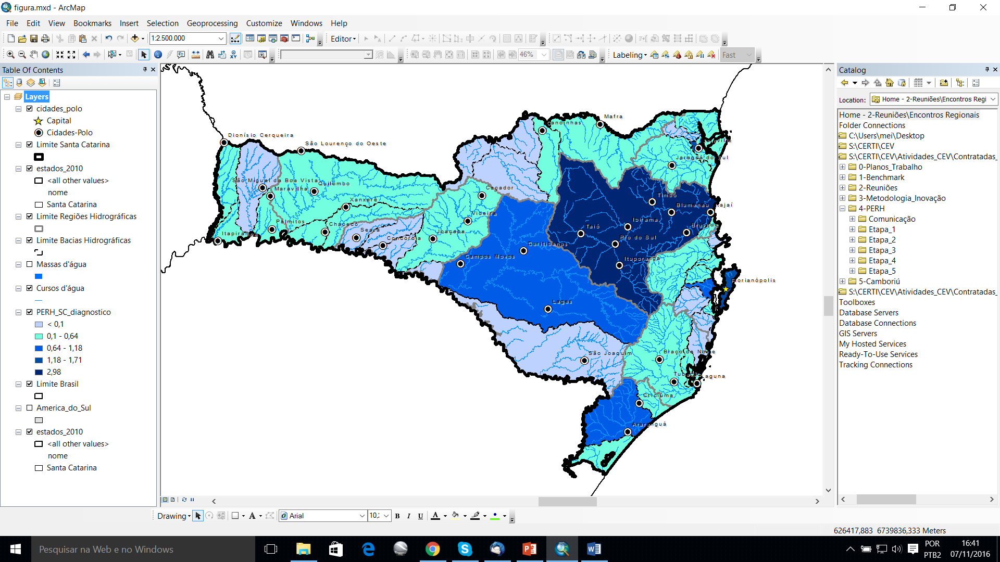 figura.mxd - ArcMap
File Edit View Bookmarks Insert Selection Geoprocessing Customize Windows Help
1:2.500.000
Editor
46%
Labeling
Fast
Table Of Contents
Layers
cidades_polo
Capital
Cidades-Polo
Limite Santa Catarina
estados_2010
<all other values>
nome
Santa Catarina
Limite Regiões Hidrográficas
Limite Bacias Hidrográficas
Massas d'água
Cursos d'água
PERH_SC_diagnostico
< 0,1
0,1 - 0,64
0,64 - 1,18
1,18 - 1,71
2,98
Limite Brasil
America_do_Sul
estados_2010
<all other values>
nome
Santa Catarina
Mafra
Canoinhas
Dionísio Cerqueira
São Lourenço do Oeste
Jaraguá do Sul
São Miguel da Boa Vista
Quilombo
Maravilha
Caçador
Xanxerê
Timbó
Blumenau
Itajaí
Videira
Palmitos
Chapecó
Seara
Joaçaba
Ibirama
Taió
Brusque
Itapiranga
Concórdia
Rio do Sul
Curitibanos
Campos Novos
Ituporanga
Florianópolis
Lages
São Joaquim
Braço do Norte
Laguna
Criciúma
Araranguá
Catalog
Location:
Home - 2-Reuniões\Encontros Regi
Home - 2-Reuniões\Encontros Regionais
Folder Connections
C:\Users\mei\Desktop
S:\CERTI\CEV
S:\CERTI\CEV\Atividades_CEV\Contratadas_
0-Planos_Trabalho
1-Benchmark
2-Reuniões
3-Metodologia_Inovação
4-PERH
Comunicação
Etapa_1
Etapa_2
Etapa_3
Etapa_4
Etapa_5
5-Camboriú
S:\CERTI\CEV\Atividades_CEV\Contratadas_
Toolboxes
Database Servers
Database Connections
GIS Servers
My Hosted Services
Ready-To-Use Services
Tracking Connections
Drawing
A
Arial
B I U A
626417,883 6739836,333 Meters
Pesquisar na Web e no Windows
POR
PTB2
16:41
07/11/2016